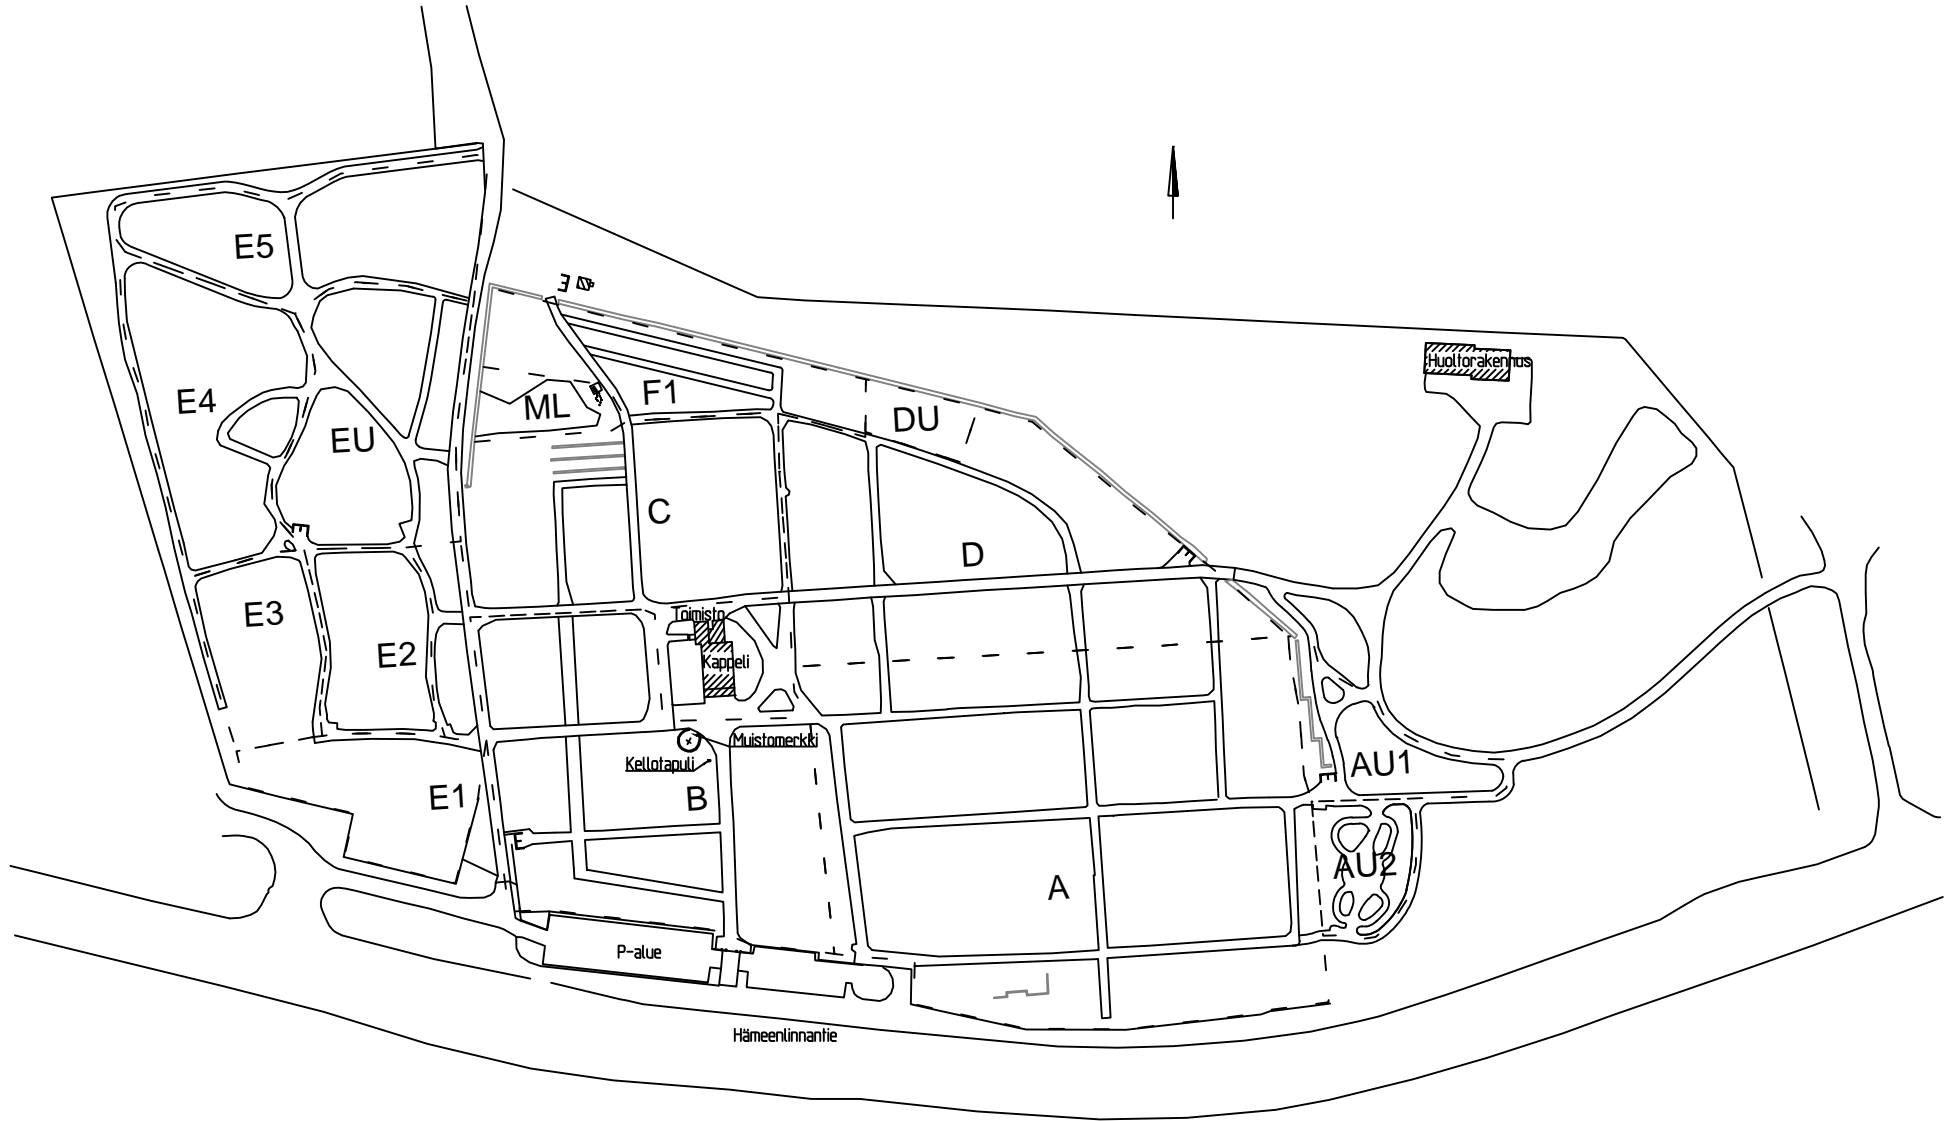 E5
Huoltorakennus
F1
E4
ML
DU
EU
C
D
E3
Toimisto
E2
Kappeli
Muistomerkki
Kellotapuli
AU1
E1
B
AU2
A
P-alue
Hämeenlinnantie